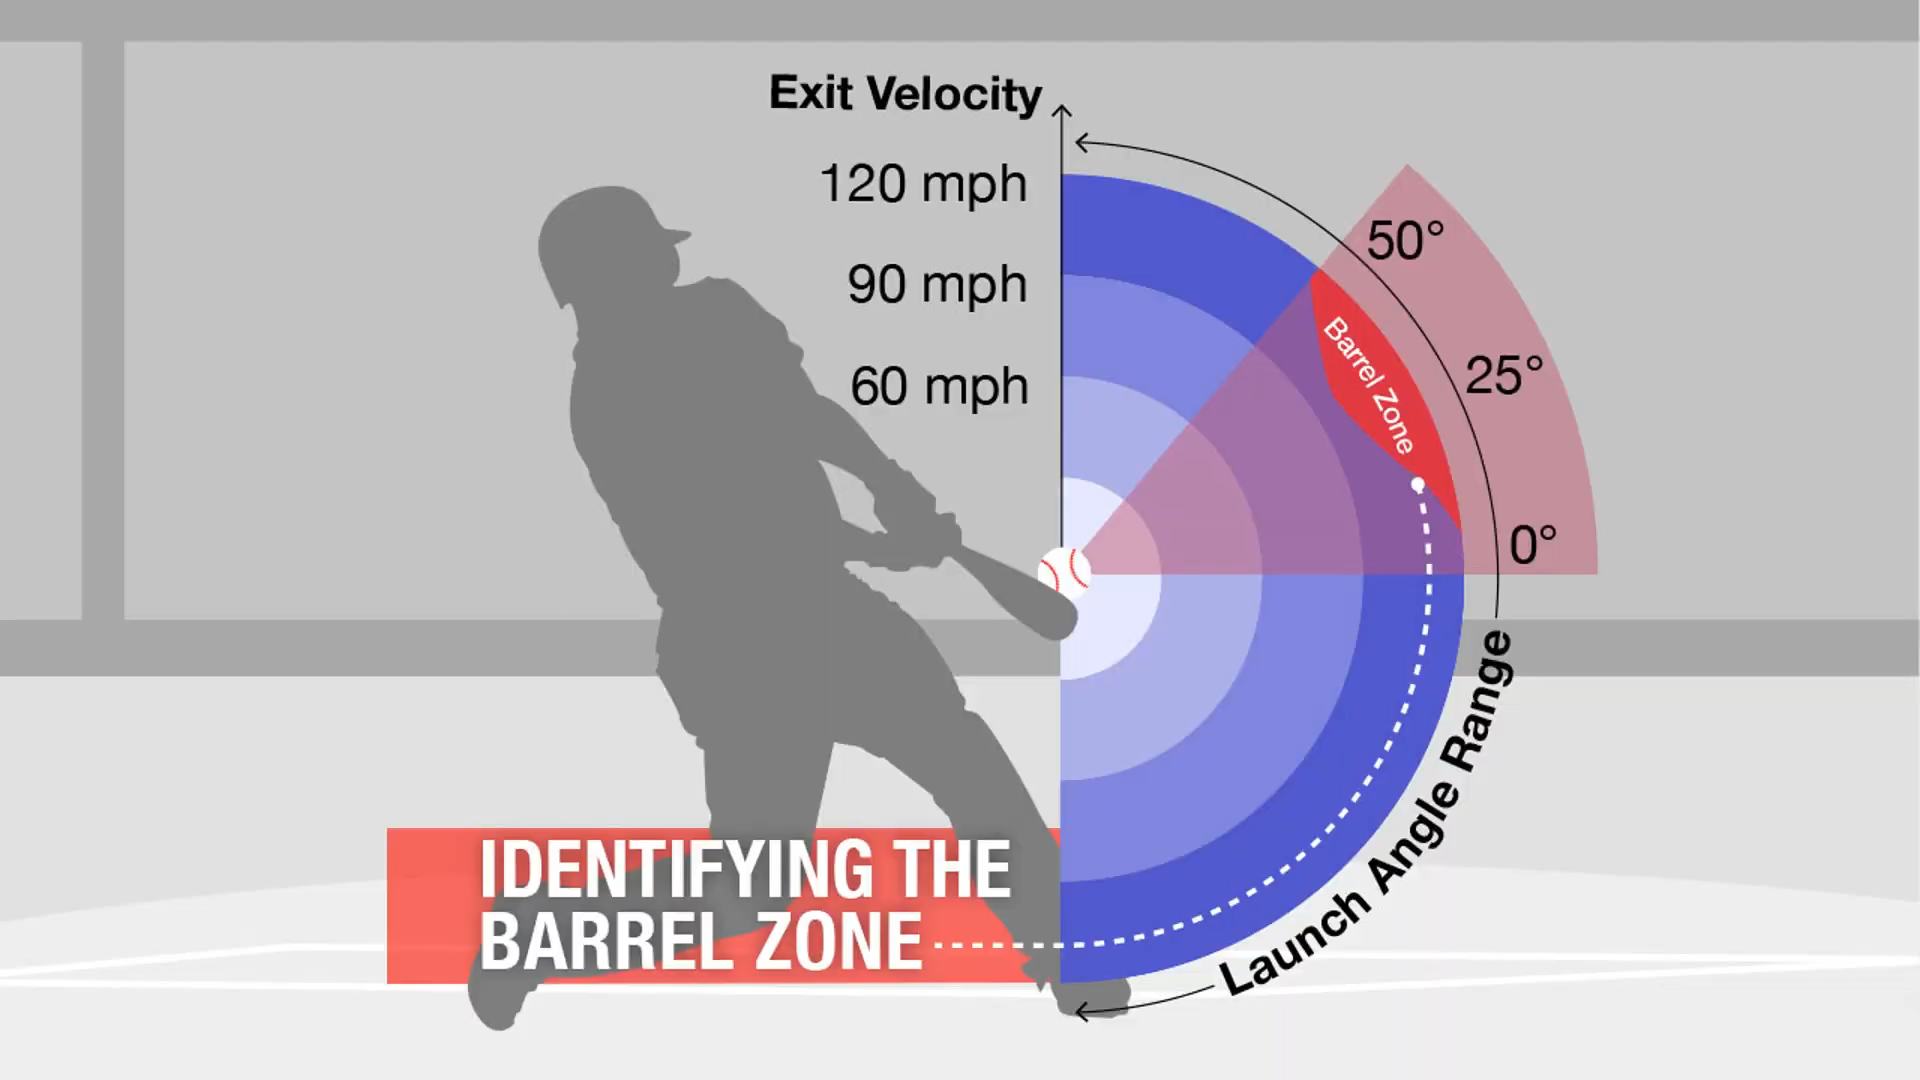 Exit Velocity
120 mph
90 mph
60 mph
50°
25°
0°
Barrel Zone
Launch Angle Range
IDENTIFYING THE
BARREL ZONE